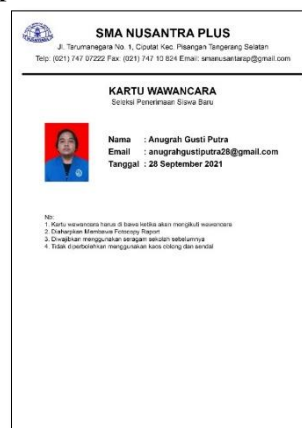 SMA NUSANTRA PLUS
Jl. Tarumanegara No. 1, Ciputat Kec. Pisangan Tangerang Selatan
Telp: (021) 747 07222 Fax: (021) 747 10 824 Email: smanusantarap@gmail.com
KARTU WAWANCARA
Seleksi Penerimaan Siswa Baru
Nama : Anugrah Gusti Putra
Email : anugrahgustiputra28@gmail.com
Tanggal : 28 September 2021
Nb:
1. Kartu wawancara harus di bawa ketika akan mengikuti wawancara
2. Diaharpkan Membawa Fotocopy Raport
3. Diwajibkan menggunakan seragam sekolah sebelumnya
4. Tidak diperbolehkan menggunakan kaos oblong dan sendal